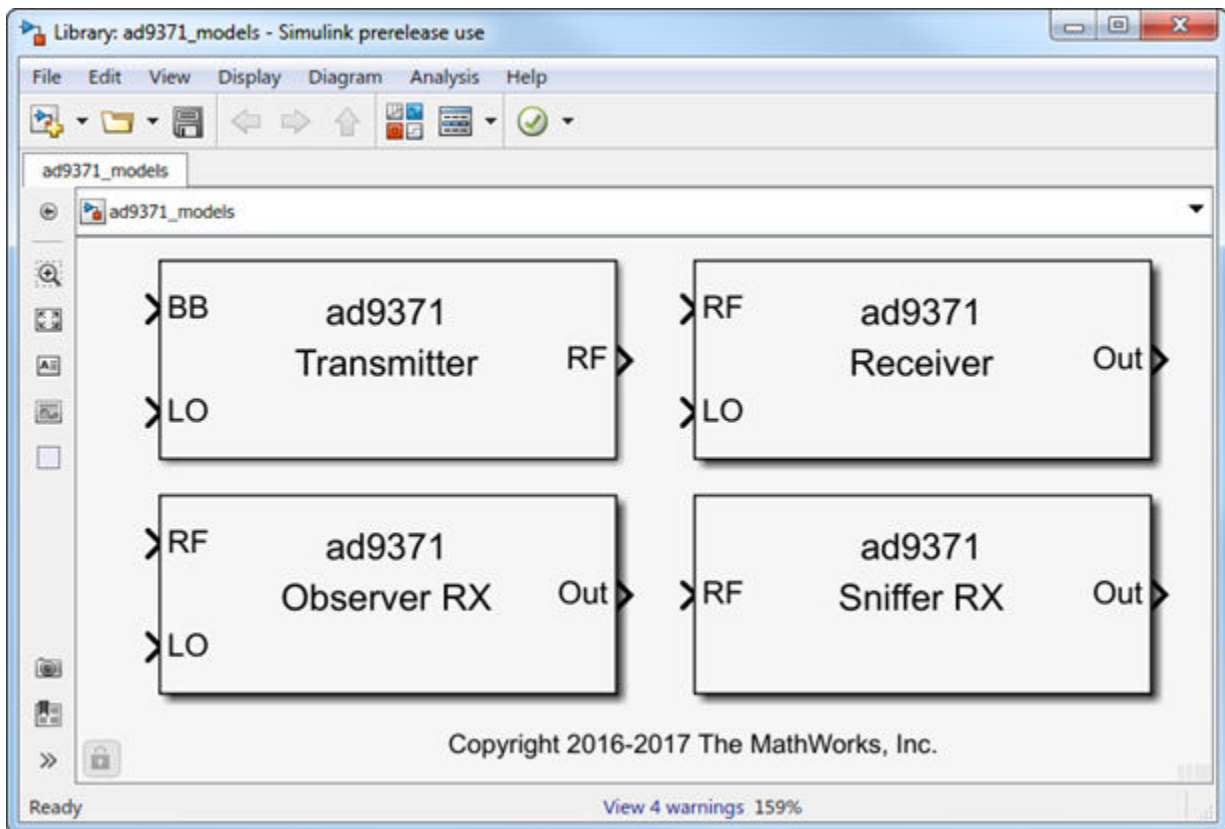 Library: ad9371_models - Simulink prerelease use
File Edit View Display Diagram Analysis Help
ad9371_models
ad9371_models
BB
ad9371
Transmitter
RF
LO
RF
ad9371
Receiver
Out
LO
RF
ad9371
Observer RX
Out
LO
RF
ad9371
Sniffer RX
Out
Copyright 2016-2017 The MathWorks, Inc.
Ready View 4 warnings 159%